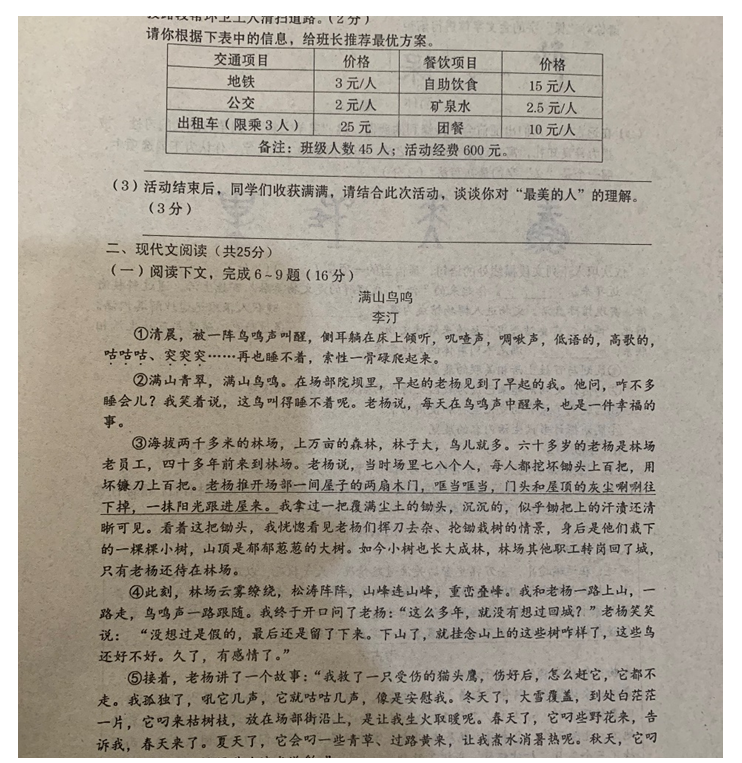 段路段帮环卫工人清扫道路。（2分）
请你根据下表中的信息，给班长推荐最优方案。
交通项目 价格 餐饮项目 价格
地铁 3元/人 自助饮食 15元/人
公交 2元/人 矿泉水 2.5元/人
出租车（限乘3人） 25元 团餐 10元/人
备注：班级人数45人；活动经费600元。
（3）活动结束后，同学们收获满满，请结合此次活动，谈谈你对“最美的人”的理解。
（3分）
二、现代文阅读（共25分）
（一）阅读下文，完成6～9题（16分）
满山鸟鸣
李汀
①清晨，被一阵鸟鸣声叫醒，侧耳躺在床上倾听，叽喳声，啁啾声，低语的，高歌的，
咕咕咕、突突突……再也睡不着，索性一骨碌爬起来。
②满山青翠，满山鸟鸣。在场部院坝里，早起的老杨见到了早起的我。他问，咋不多
睡会儿？我笑着说，这鸟叫得睡不着呢。老杨说，每天在鸟鸣声中醒来，也是一件幸福的
事。
③海拔两千多米的林场，上万亩的森林，林子大，鸟儿就多。六十多岁的老杨是林场
老员工，四十多年前来到林场。老杨说，当时场里七八个人，每人都挖坏锄头上百把，用
坏镰刀上百把。老杨推开场部一间屋子的两扇木门，哐当哐当，门头和屋顶的灰尘唰唰往
下掉，一抹阳光跟进屋来。我拿过一把覆满尘土的锄头，沉沉的，似乎锄把上的汗渍还清
晰可见。看着这把锄头，我恍惚看见老杨们挥刀去杂、抡锄栽树的情景，身后是他们栽下
的一棵棵小树，山顶是郁郁葱葱的大树。如今小树也长大成林，林场其他职工转岗回了城，
只有老杨还待在林场。
④此刻，林场云雾缭绕，松涛阵阵，山峰连山峰，重峦叠峰。我和老杨一路上山，一
路走，鸟鸣声一路跟随。我终于开口问了老杨：“这么多年，就没有想过回城？”老杨笑笑
说： “没想过是假的，最后还是留了下来。下山了，就挂念山上的这些树咋样了，这些鸟
还好不好。久了，有感情了。”
⑤接着，老杨讲了一个故事：“我救了一只受伤的猫头鹰，伤好后，怎么赶它，它都不
走。我孤独了，吼它几声，它就咕咕几声，像是安慰我。冬天了，大雪覆盖，到处白茫茫
一片，它叼来枯树枝，放在场部街沿上，是让我生火取暖呢。春天了，它叼些野花来，告
诉我，春天来了。夏天了，它会叼一些青草、过路黄来，让我煮水消暑热呢。秋天，它叼